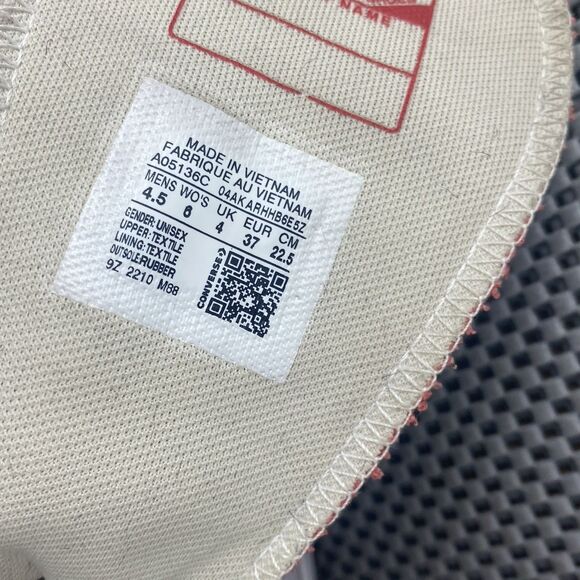 NAME
MADE IN VIETNAM
FABRIQUE AU VIETNAM
A05136C 04AKARHHB6E5Z
MENS WO'S UK EUR CM
4.5 6 4 37 22.5
GENDER: UNISEX
UPPER: TEXTILE
LINING: TEXTILE
OUTSOLE:RUBBER
9Z 2210 M38
CONVERSE